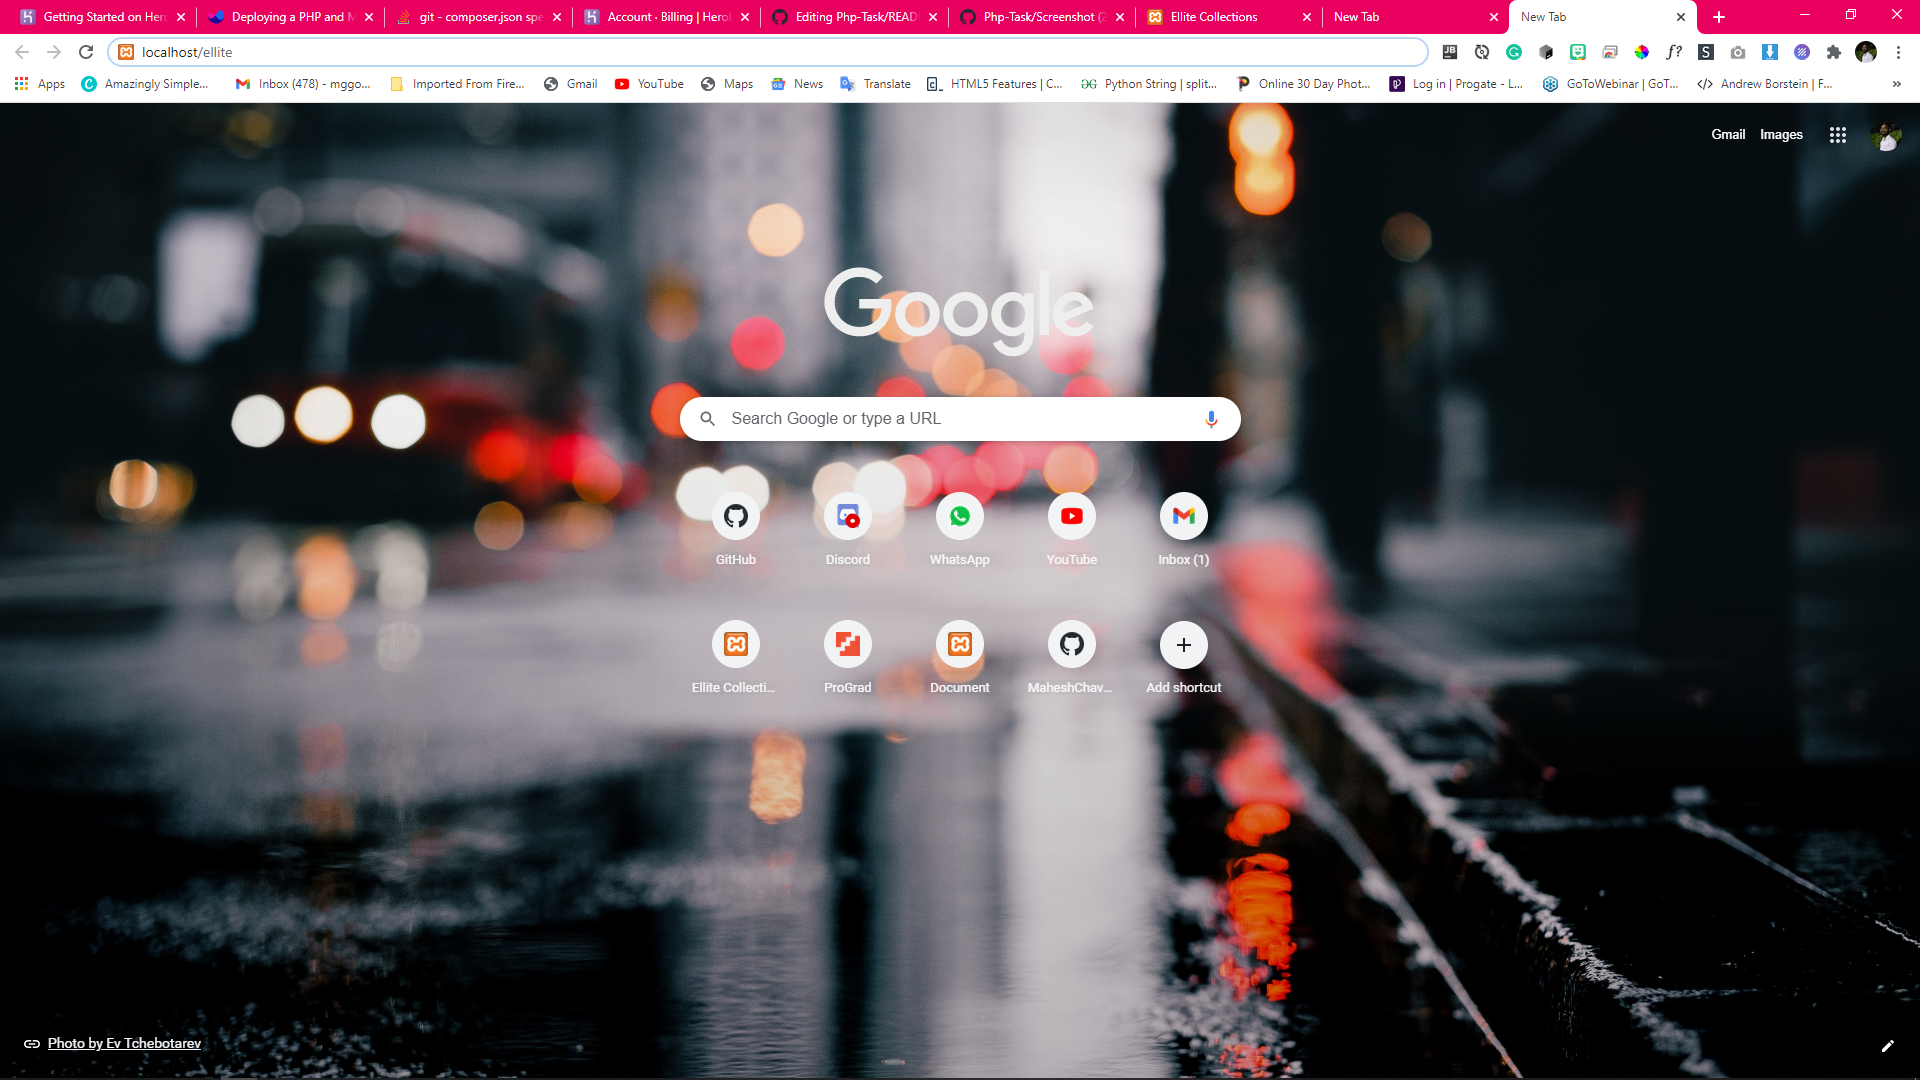 Getting Started on Her
Deploying a PHP and M
git - composer.json spe
Account · Billing | Herol
Editing Php-Task/READ
Php-Task/Screenshot (2
Ellite Collections
New Tab
New Tab
localhost/ellite
Apps
Amazingly Simple...
Inbox (478) - mggo...
Imported From Fire...
Gmail
YouTube
Maps
News
Translate
HTML5 Features | C...
Python String | split...
Online 30 Day Phot...
Log in | Progate - L...
GoToWebinar | GoT...
Andrew Borstein | F...
Gmail Images
Google
Search Google or type a URL
GitHub
Discord
WhatsApp
YouTube
Inbox (1)
Ellite Collecti...
ProGrad
Document
MaheshChav...
Add shortcut
Photo by Ev Tchebotarev